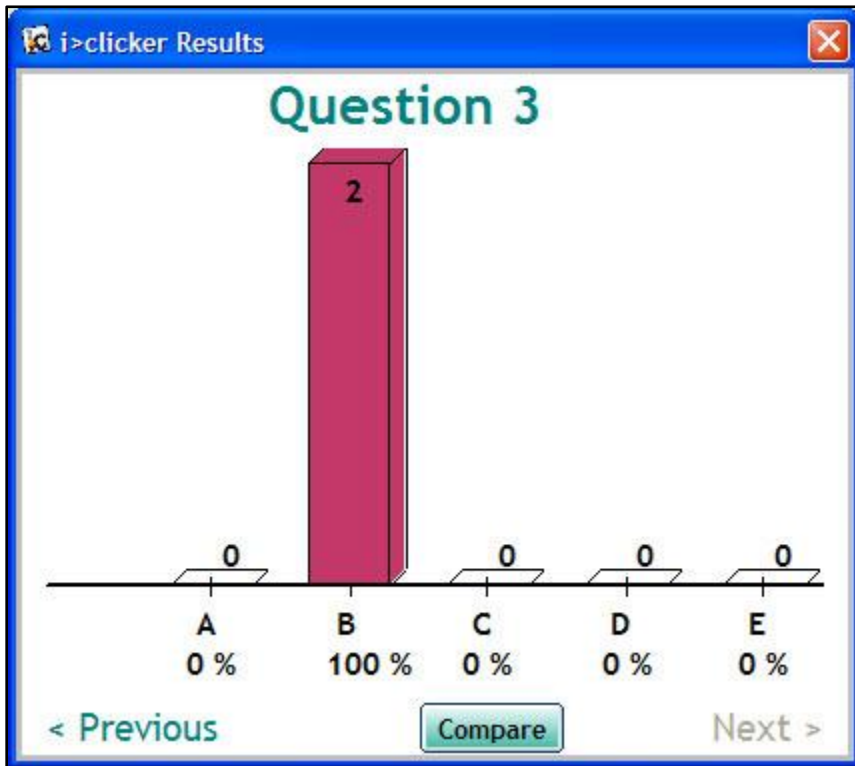 i>clicker Results
Question 3
2
0 0 0 0
A B C D E
0 % 100 % 0 % 0 % 0 %
< Previous Compare Next >